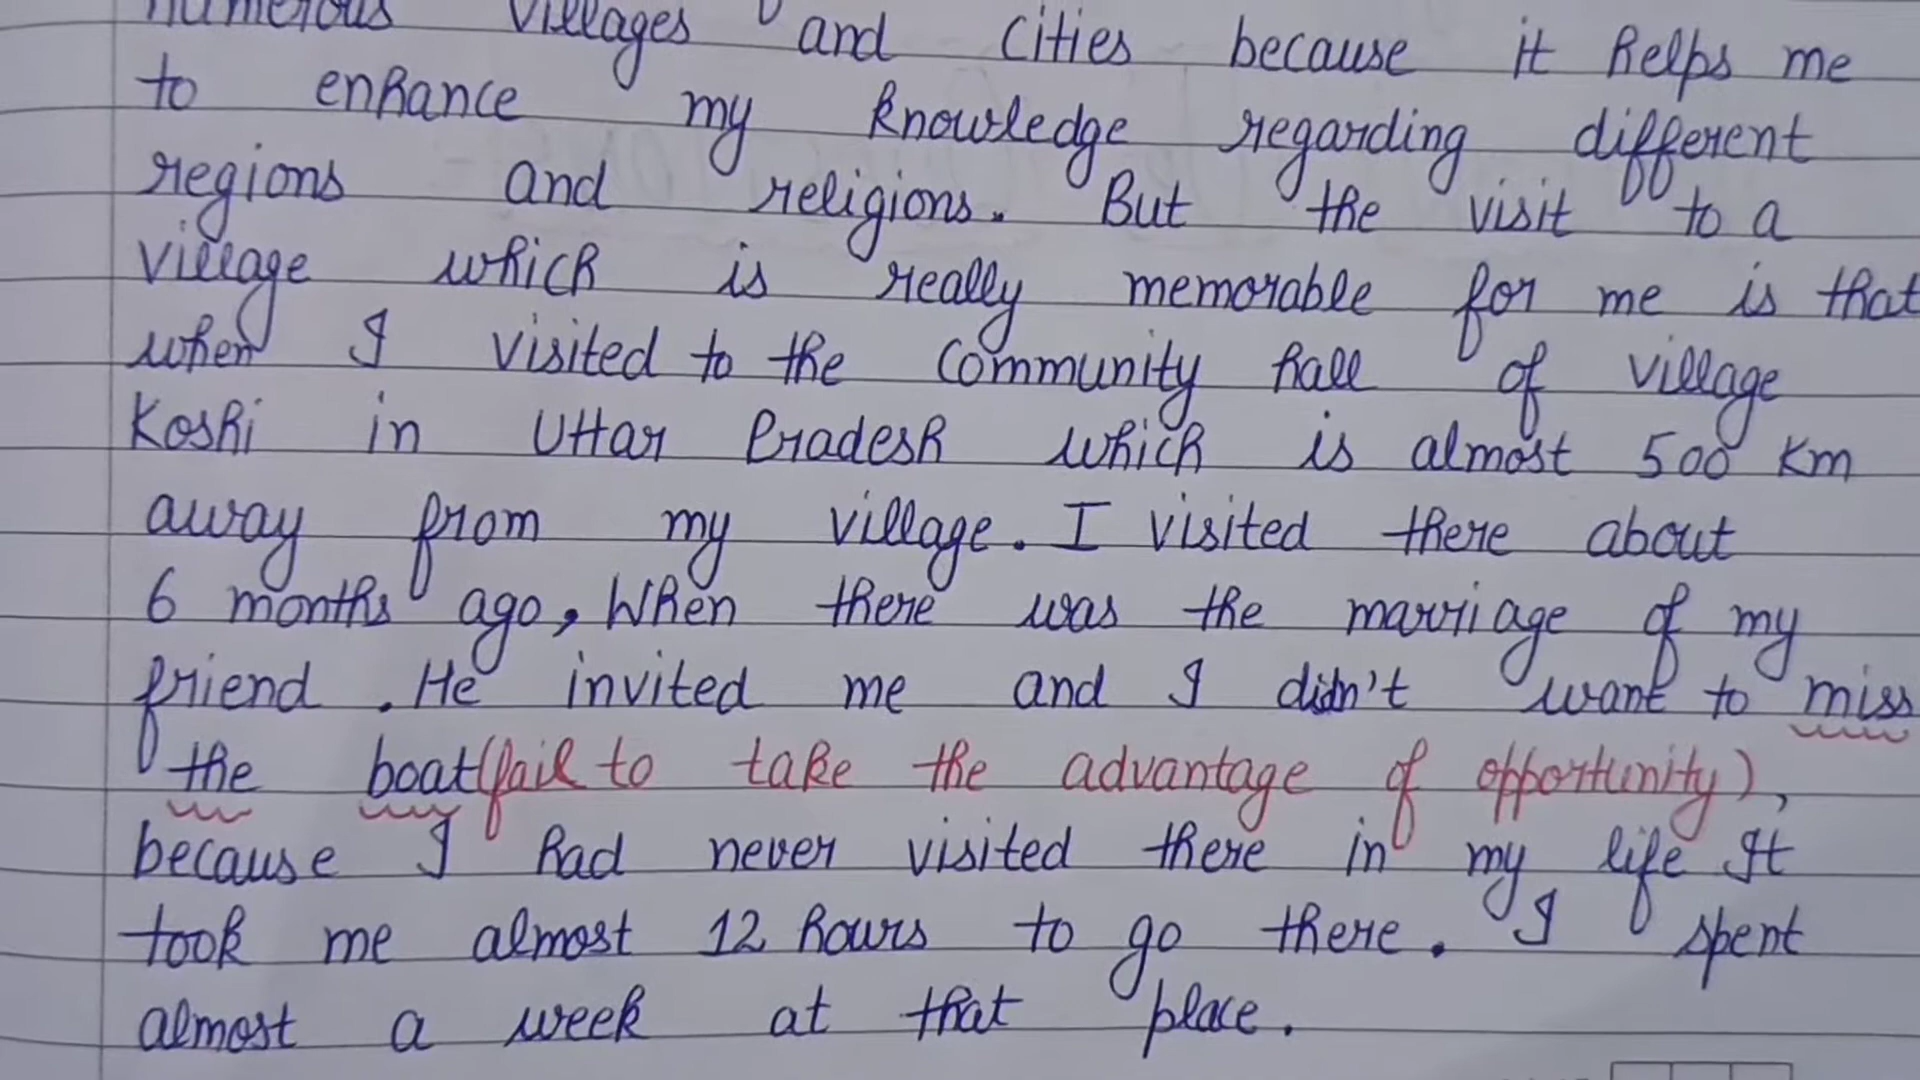 numerous villages and cities because it helps me
to enhance my knowledge regarding different
regions and religions. But the visit to a
village which is really memorable for me is that
when I visited to the community hall of village
Koshi in Uttar Pradesh which is almost 500 km
away from my village. I visited there about
6 months ago, When there was the marriage of my
friend. He invited me and I didn't want to miss
the boat(fail to take the advantage of opportunity),
because I had never visited there in my life It
took me almost 12 hours to go there. I spent
almost a week at that place.